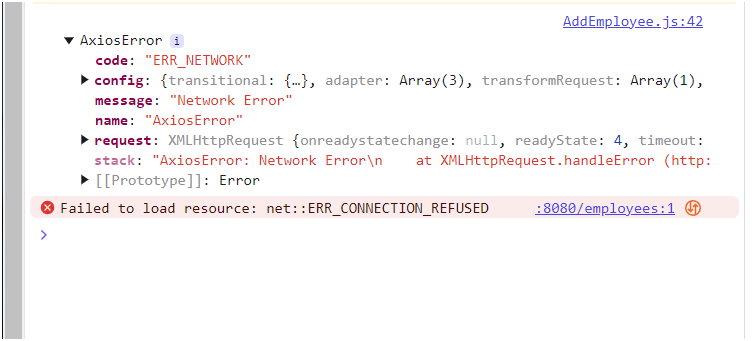 AddEmployee.js:42
▼ AxiosError i
code: "ERR_NETWORK"
▶ config: {transitional: {…}, adapter: Array(3), transformRequest: Array(1),
message: "Network Error"
name: "AxiosError"
▶ request: XMLHttpRequest {onreadystatechange: null, readyState: 4, timeout:
stack: "AxiosError: Network Error\n    at XMLHttpRequest.handleError (http:
▶ [[Prototype]]: Error
Failed to load resource: net::ERR_CONNECTION_REFUSED :8080/employees:1
>